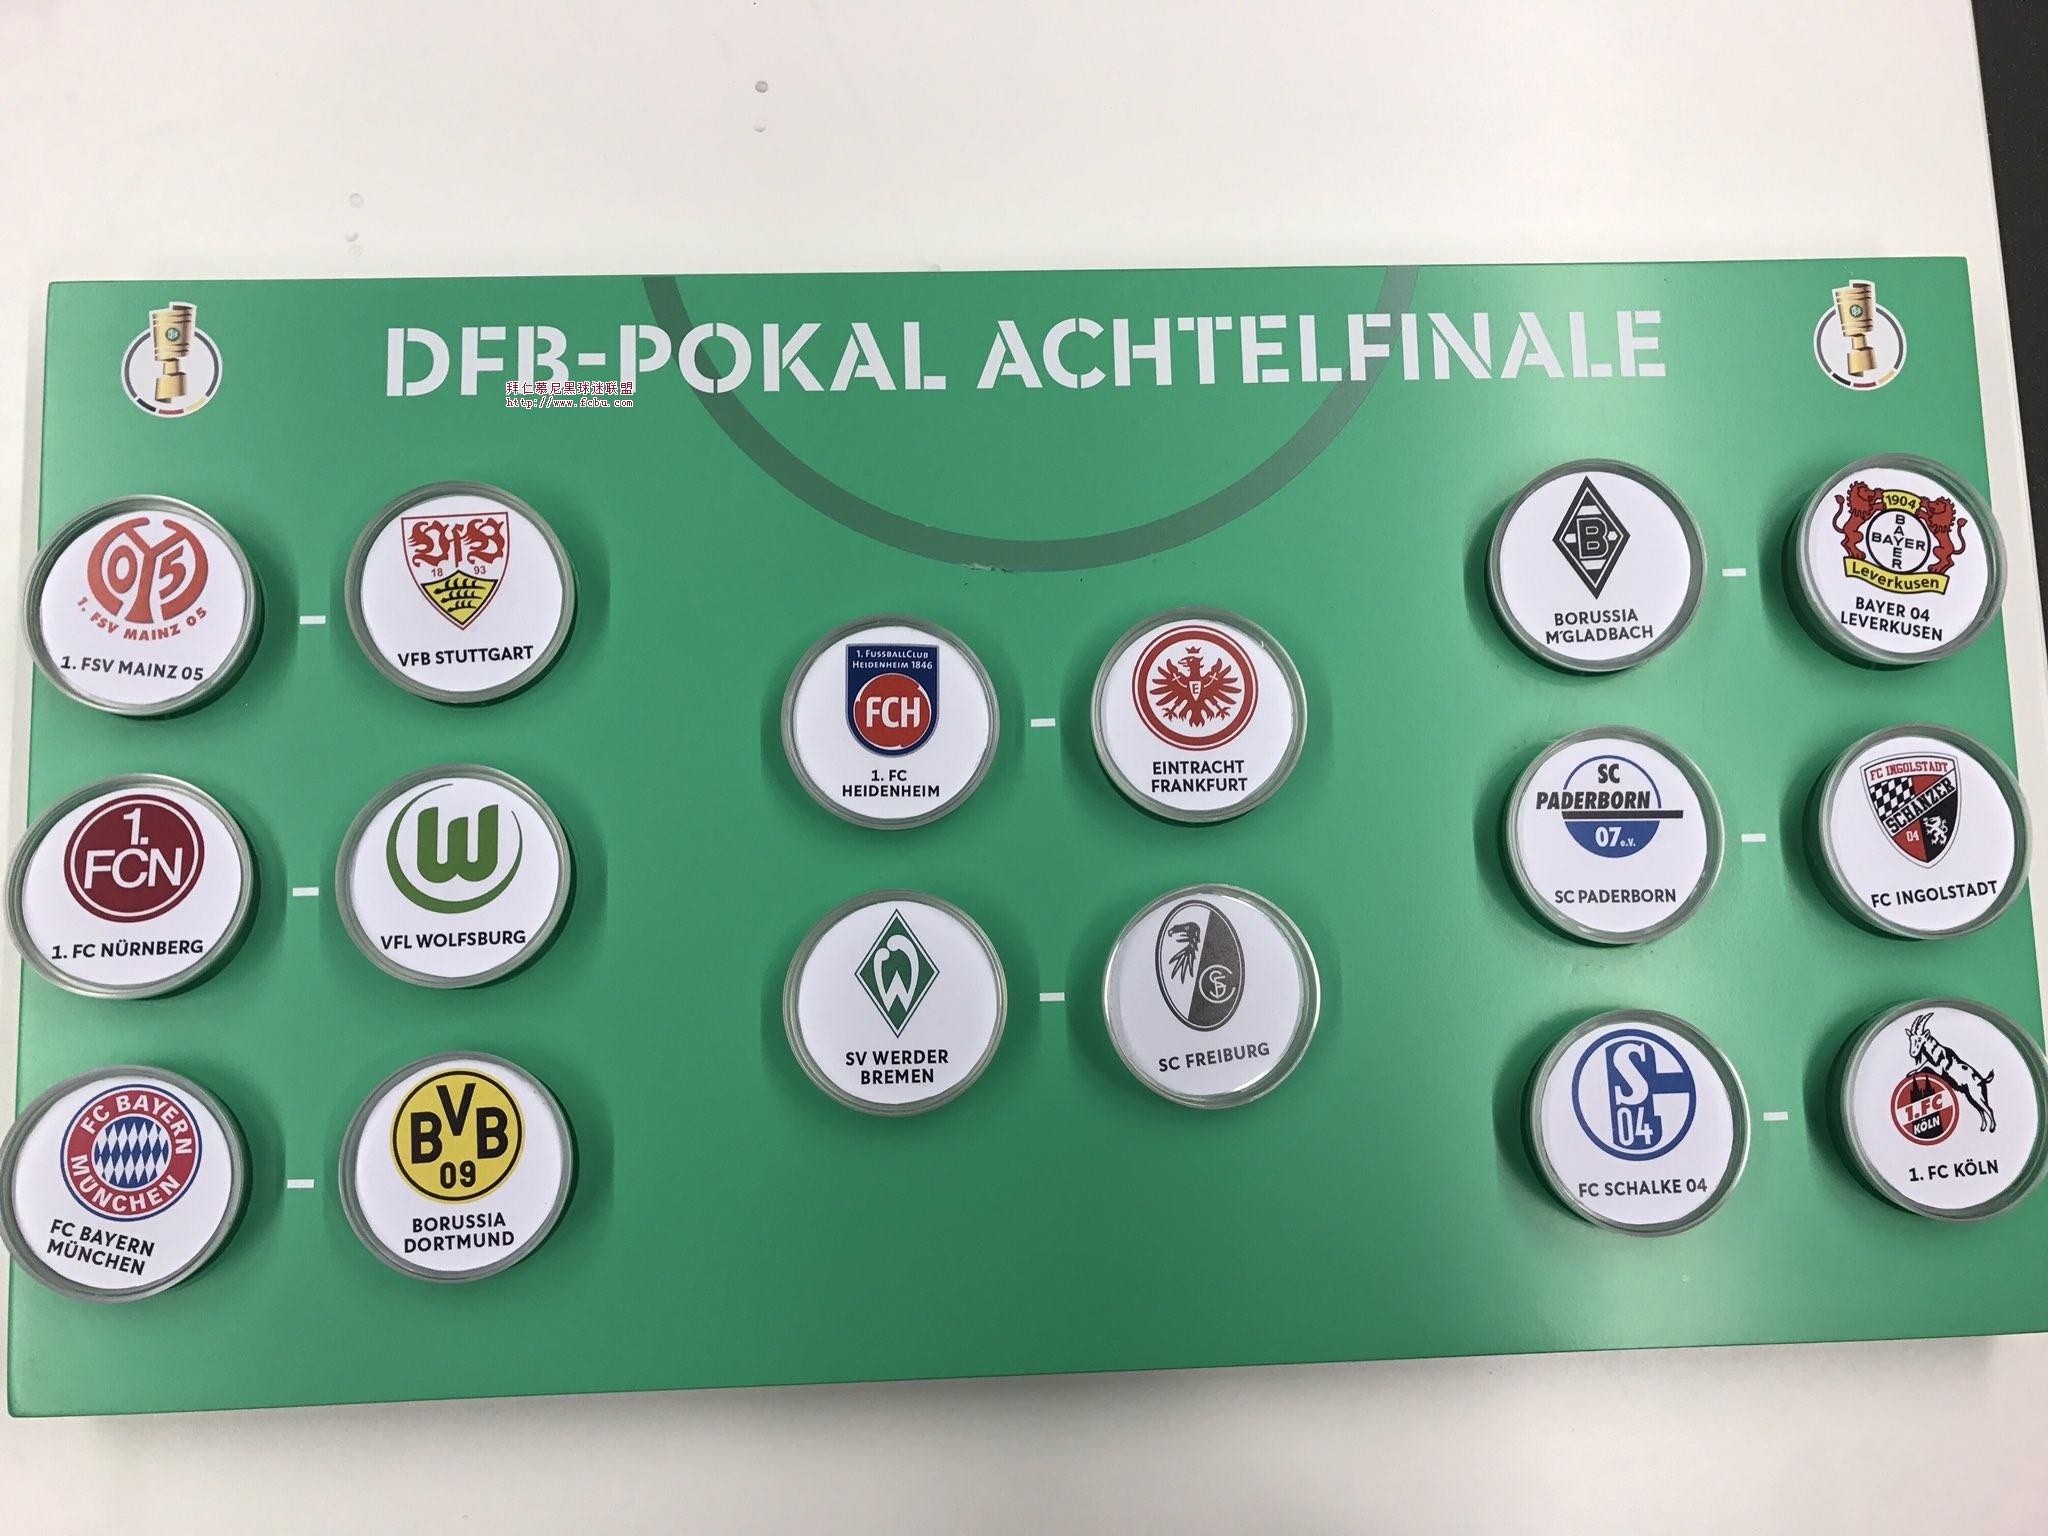 DFB-POKAL ACHTELFINALE
拜仁慕尼黑球迷联盟
http://www.fcbu.com
05
1. FSV MAINZ 05
1. FSV MAINZ 05
VfB
18 93
VFB STUTTGART
1. FCN
1. FC NÜRNBERG
W
VFL WOLFSBURG
FC BAYERN
MÜNCHEN
FC BAYERN
MÜNCHEN
BVB
09
BORUSSIA
DORTMUND
1. FUSSBALLCLUB
HEIDENHEIM 1846
FCH
1. FC
HEIDENHEIM
E
EINTRACHT
FRANKFURT
W
SV WERDER
BREMEN
SC
SC FREIBURG
B
BORUSSIA
M'GLADBACH
1904
BAYER
BAYER
Leverkusen
BAYER 04
LEVERKUSEN
SC
PADERBORN
07 e.V.
SC PADERBORN
FC INGOLSTADT
SCHANZER
04
FC INGOLSTADT
S
04
FC SCHALKE 04
1. FC
KÖLN
1. FC KÖLN